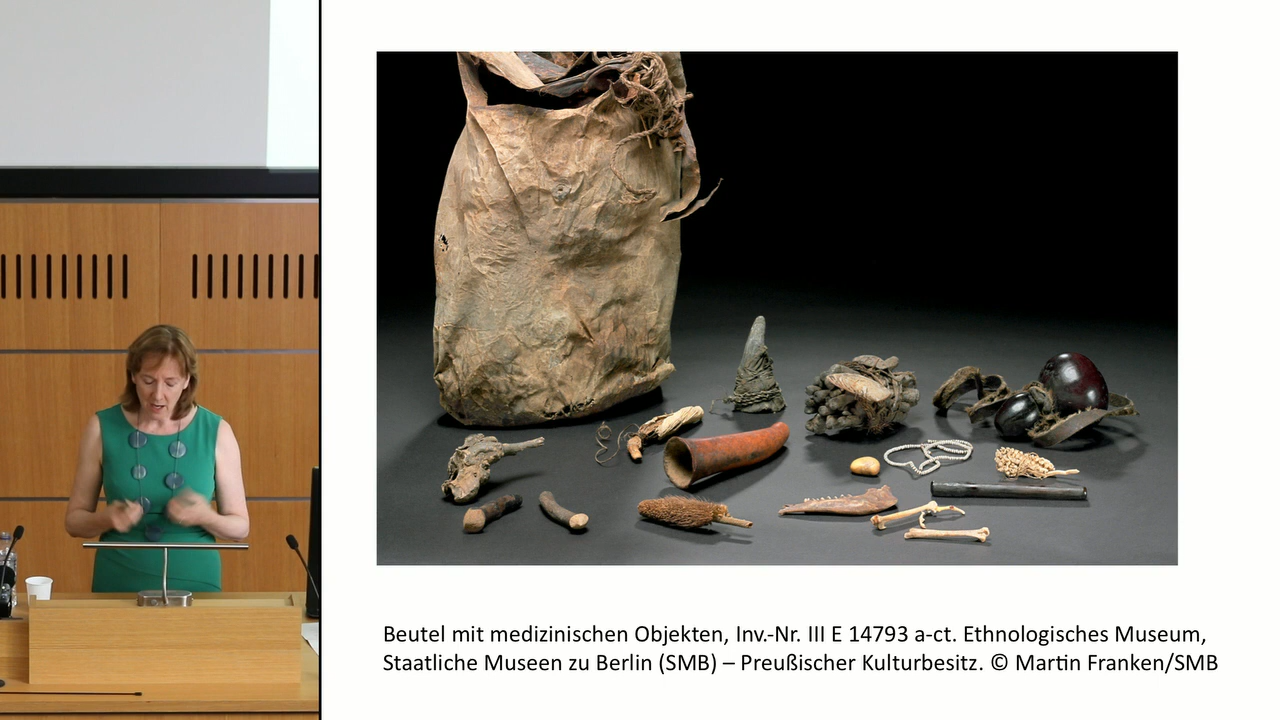 Beutel mit medizinischen Objekten, Inv.-Nr. III E 14793 a-ct. Ethnologisches Museum,
Staatliche Museen zu Berlin (SMB) – Preußischer Kulturbesitz. © Martin Franken/SMB